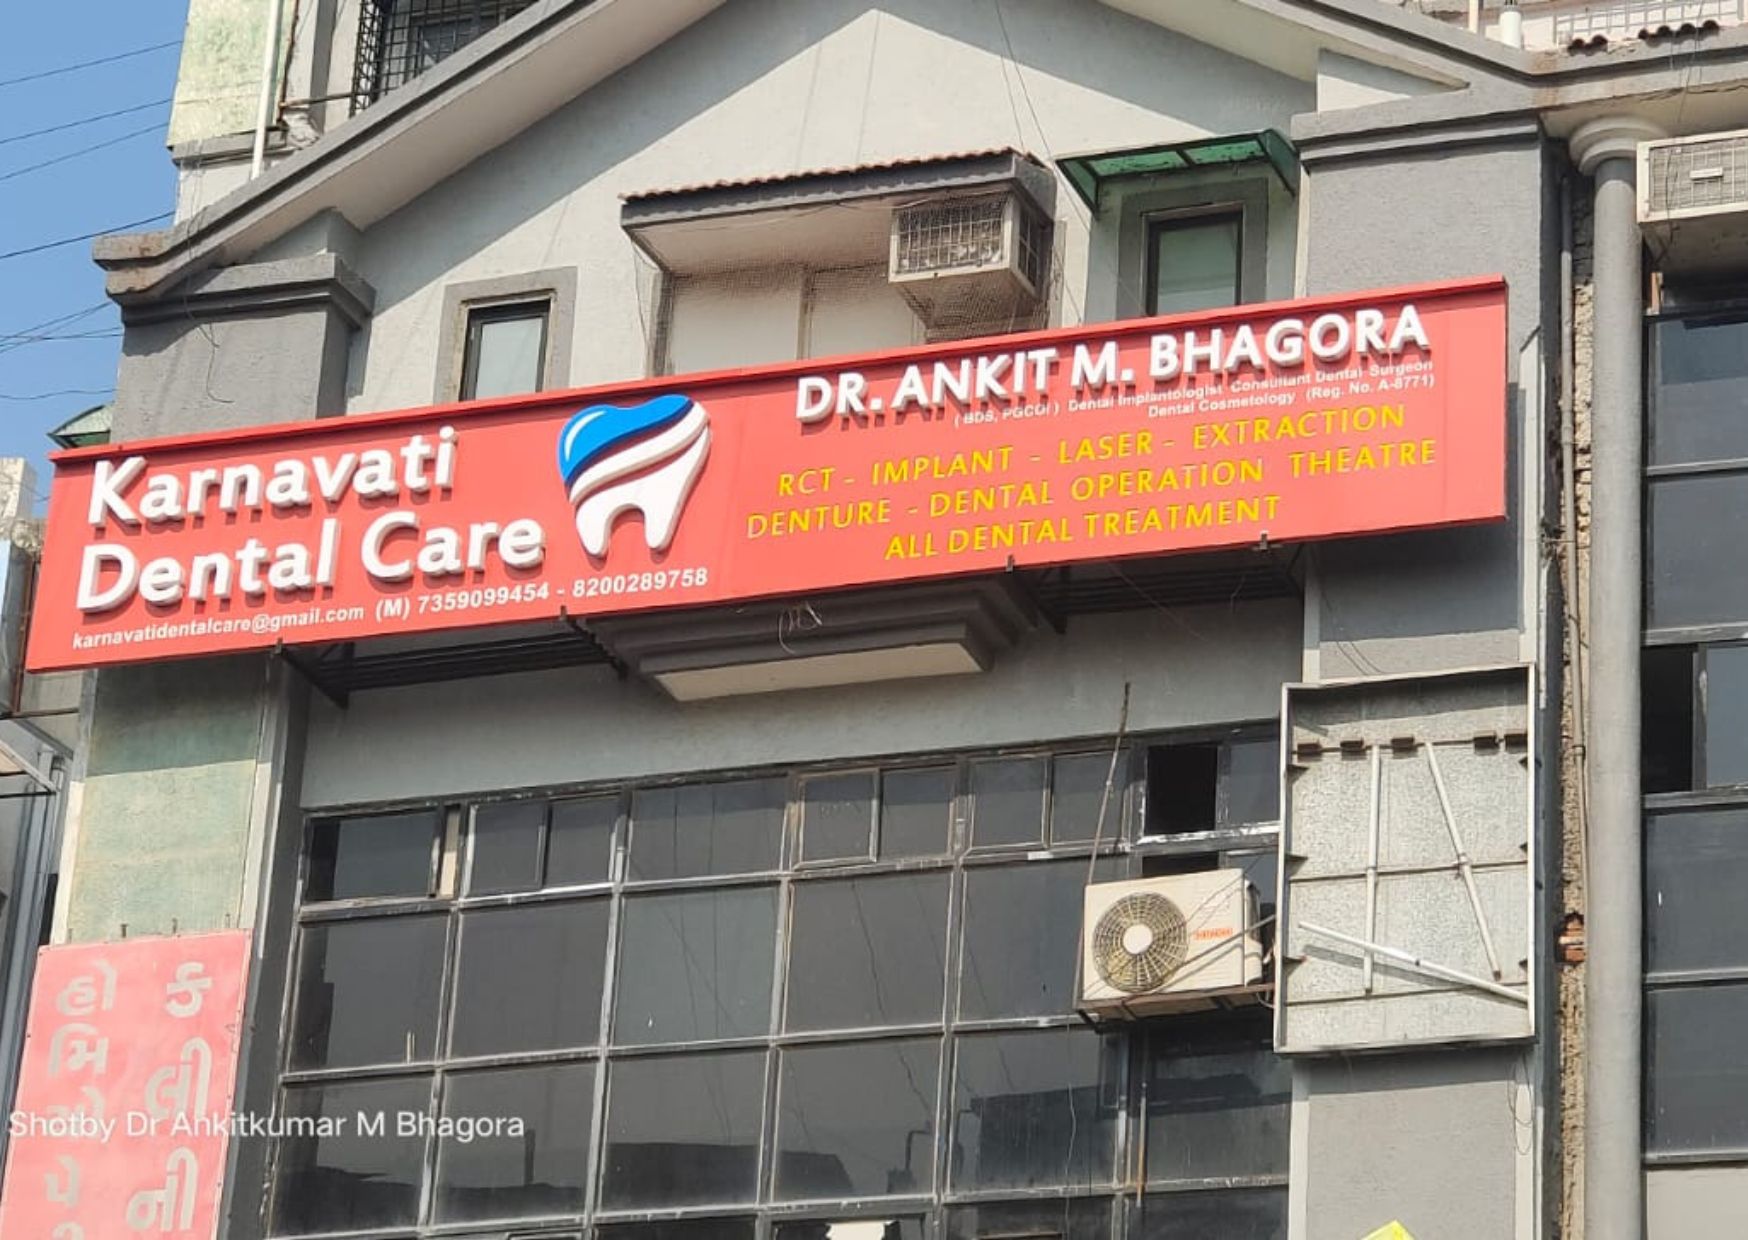 Karnavati
Dental Care
karnavatidentalcare@gmail.com (M) 7359099454 - 8200289758
DR. ANKIT M. BHAGORA
(BDS, PGCOI) Dental Implantologist Consultant Dental Surgeon
Dental Cosmetology (Reg. No. A-8771)
RCT - IMPLANT - LASER - EXTRACTION
DENTURE - DENTAL OPERATION THEATRE
ALL DENTAL TREATMENT
હોમિયોપે
કલીની
Shotby Dr Ankitkumar M Bhagora